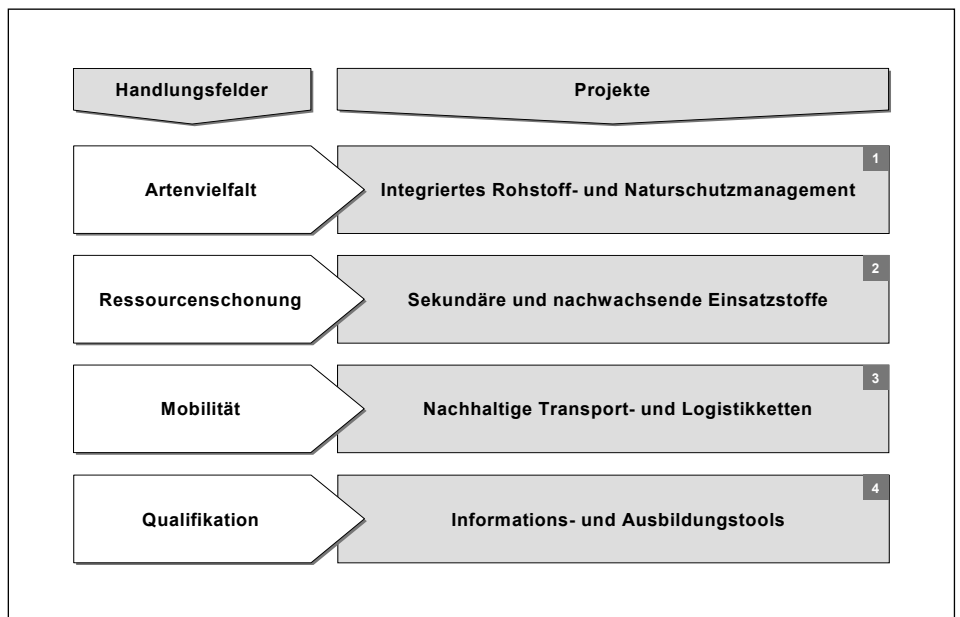 Handlungsfelder
Projekte
Artenvielfalt
1
Integriertes Rohstoff- und Naturschutzmanagement
Ressourcenschonung
2
Sekundäre und nachwachsende Einsatzstoffe
Mobilität
3
Nachhaltige Transport- und Logistikketten
Qualifikation
4
Informations- und Ausbildungstools